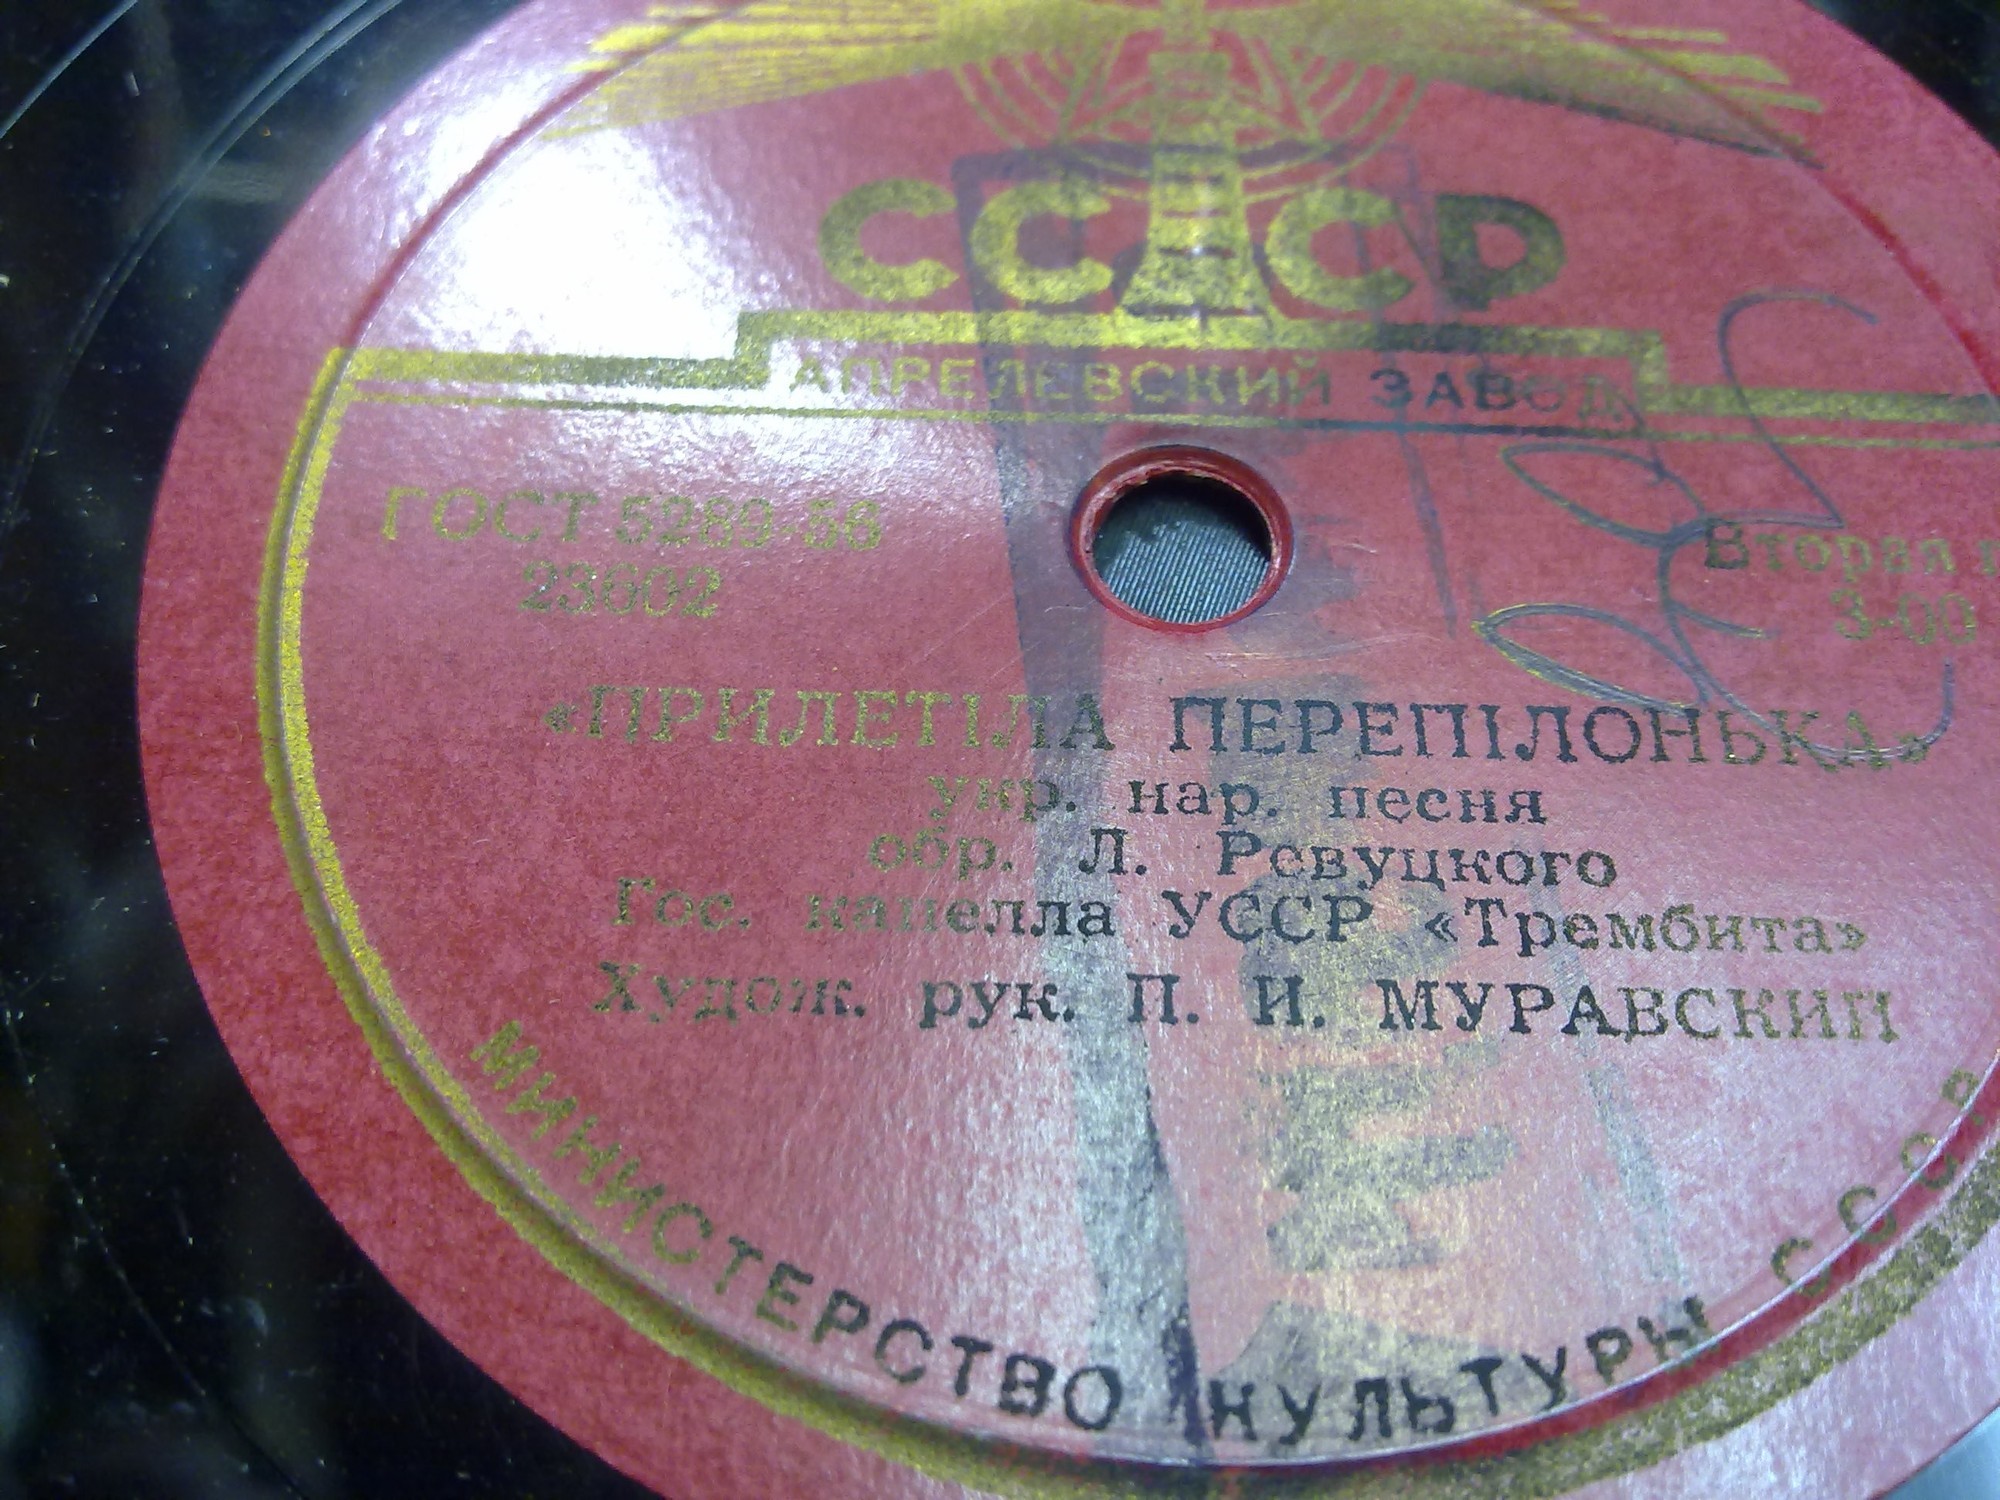 СССР
АПРЕЛЕВСКИЙ ЗАВОД
ГОСТ 5289-56
23602
Вторая
3-00
«ПРИЛЕТІЛА ПЕРЕПІЛОНЬКА»
укр. нар. песня
обр. Л. Ревуцкого
Гос. капелла УССР «Трембита»
Худож. рук. П. И. МУРАВСКИЙ
МИНИСТЕРСТВО КУЛЬТУРЫ СССР